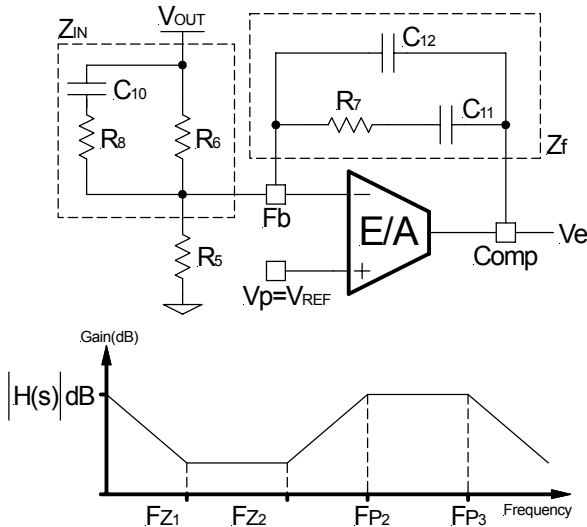 VOUT
ZIN
C10
R8
R6
C12
R7
C11
Zf
Fb
R5
E/A
Ve
Comp
Vp=VREF
Gain(dB)
|H(s)| dB
FZ1
FZ2
FP2
FP3
Frequency